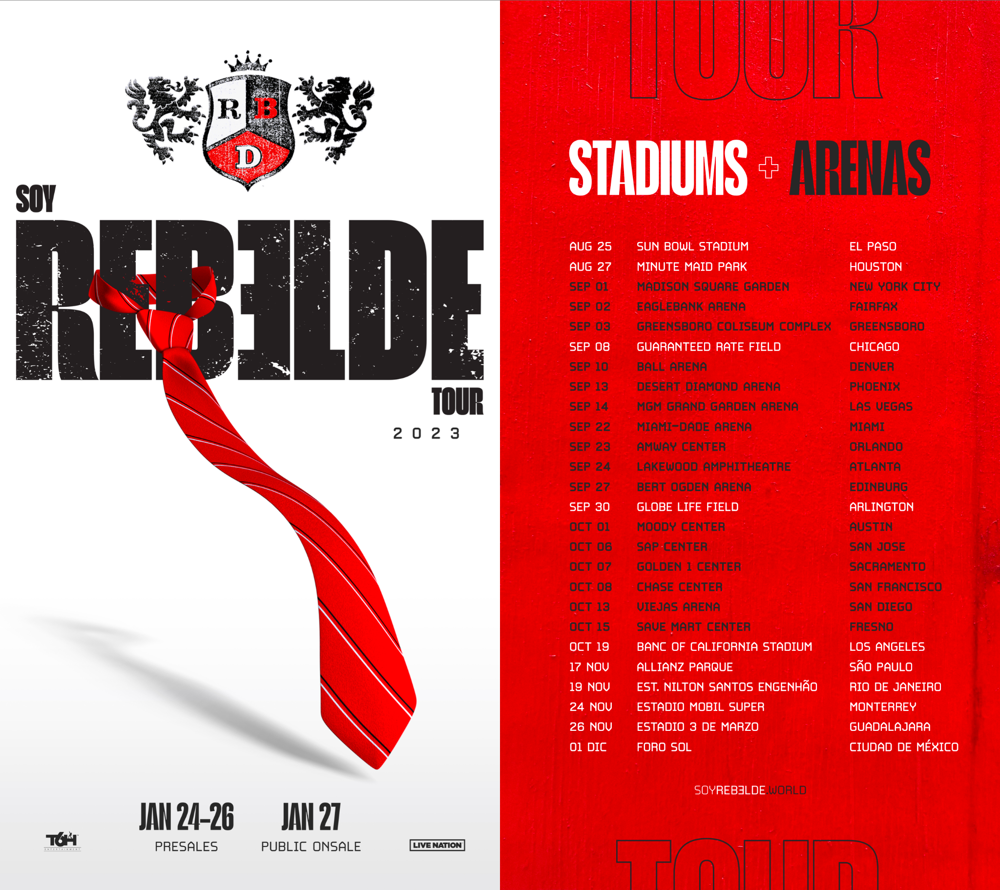 R B
D
SOY
REBƎLDE
TOUR
2023
JAN 24-26
PRESALES
JAN 27
PUBLIC ONSALE
T6H
ENTERTAINMENT
LIVE NATION
TOUR
STADIUMS + ARENAS
AUG 25 SUN BOWL STADIUM EL PASO
AUG 27 MINUTE MAID PARK HOUSTON
SEP 01 MADISON SQUARE GARDEN NEW YORK CITY
SEP 02 EAGLEBANK ARENA FAIRFAX
SEP 03 GREENSBORO COLISEUM COMPLEX GREENSBORO
SEP 08 GUARANTEED RATE FIELD CHICAGO
SEP 10 BALL ARENA DENVER
SEP 13 DESERT DIAMOND ARENA PHOENIX
SEP 14 MGM GRAND GARDEN ARENA LAS VEGAS
SEP 22 MIAMI-DADE ARENA MIAMI
SEP 23 AMWAY CENTER ORLANDO
SEP 24 LAKEWOOD AMPHITHEATRE ATLANTA
SEP 27 BERT OGDEN ARENA EDINBURG
SEP 30 GLOBE LIFE FIELD ARLINGTON
OCT 01 MOODY CENTER AUSTIN
OCT 06 SAP CENTER SAN JOSE
OCT 07 GOLDEN 1 CENTER SACRAMENTO
OCT 08 CHASE CENTER SAN FRANCISCO
OCT 13 VIEJAS ARENA SAN DIEGO
OCT 15 SAVE MART CENTER FRESNO
OCT 19 BANC OF CALIFORNIA STADIUM LOS ANGELES
17 NOV ALLIANZ PARQUE SÃO PAULO
19 NOV EST. NILTON SANTOS ENGENHÃO RIO DE JANEIRO
24 NOV ESTADIO MOBIL SUPER MONTERREY
26 NOV ESTADIO 3 DE MARZO GUADALAJARA
01 DIC FORO SOL CIUDAD DE MÉXICO
SOYREBƎLDE.WORLD
TOUR